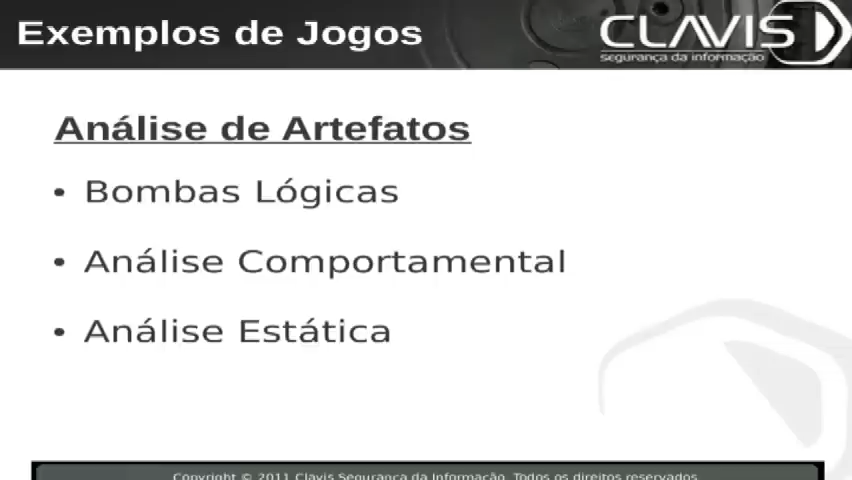 Exemplos de Jogos
CLAVIS
segurança da informação
Análise de Artefatos
• Bombas Lógicas
• Análise Comportamental
• Análise Estática
Copyright © 2011 Clavis Segurança da Informação. Todos os direitos reservados.